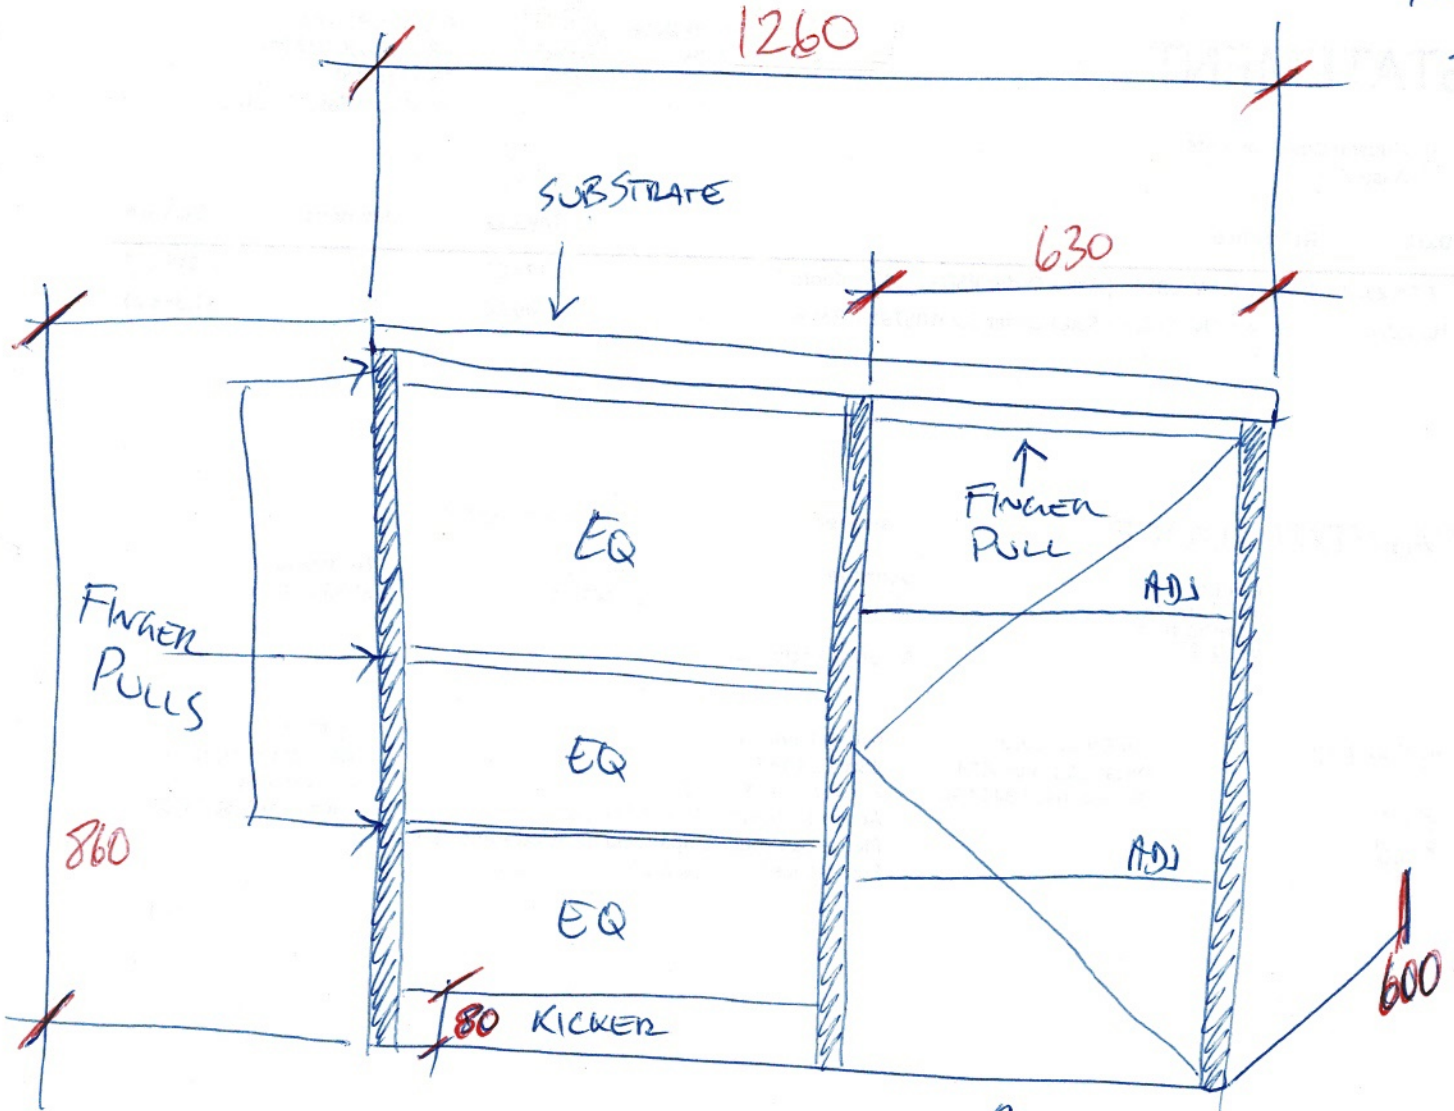 1260
SUBSTRATE
630
FINGER
PULL
EQ
ADJ
FINGER
PULLS
EQ
860
ADJ
EQ
600
80 KICKER